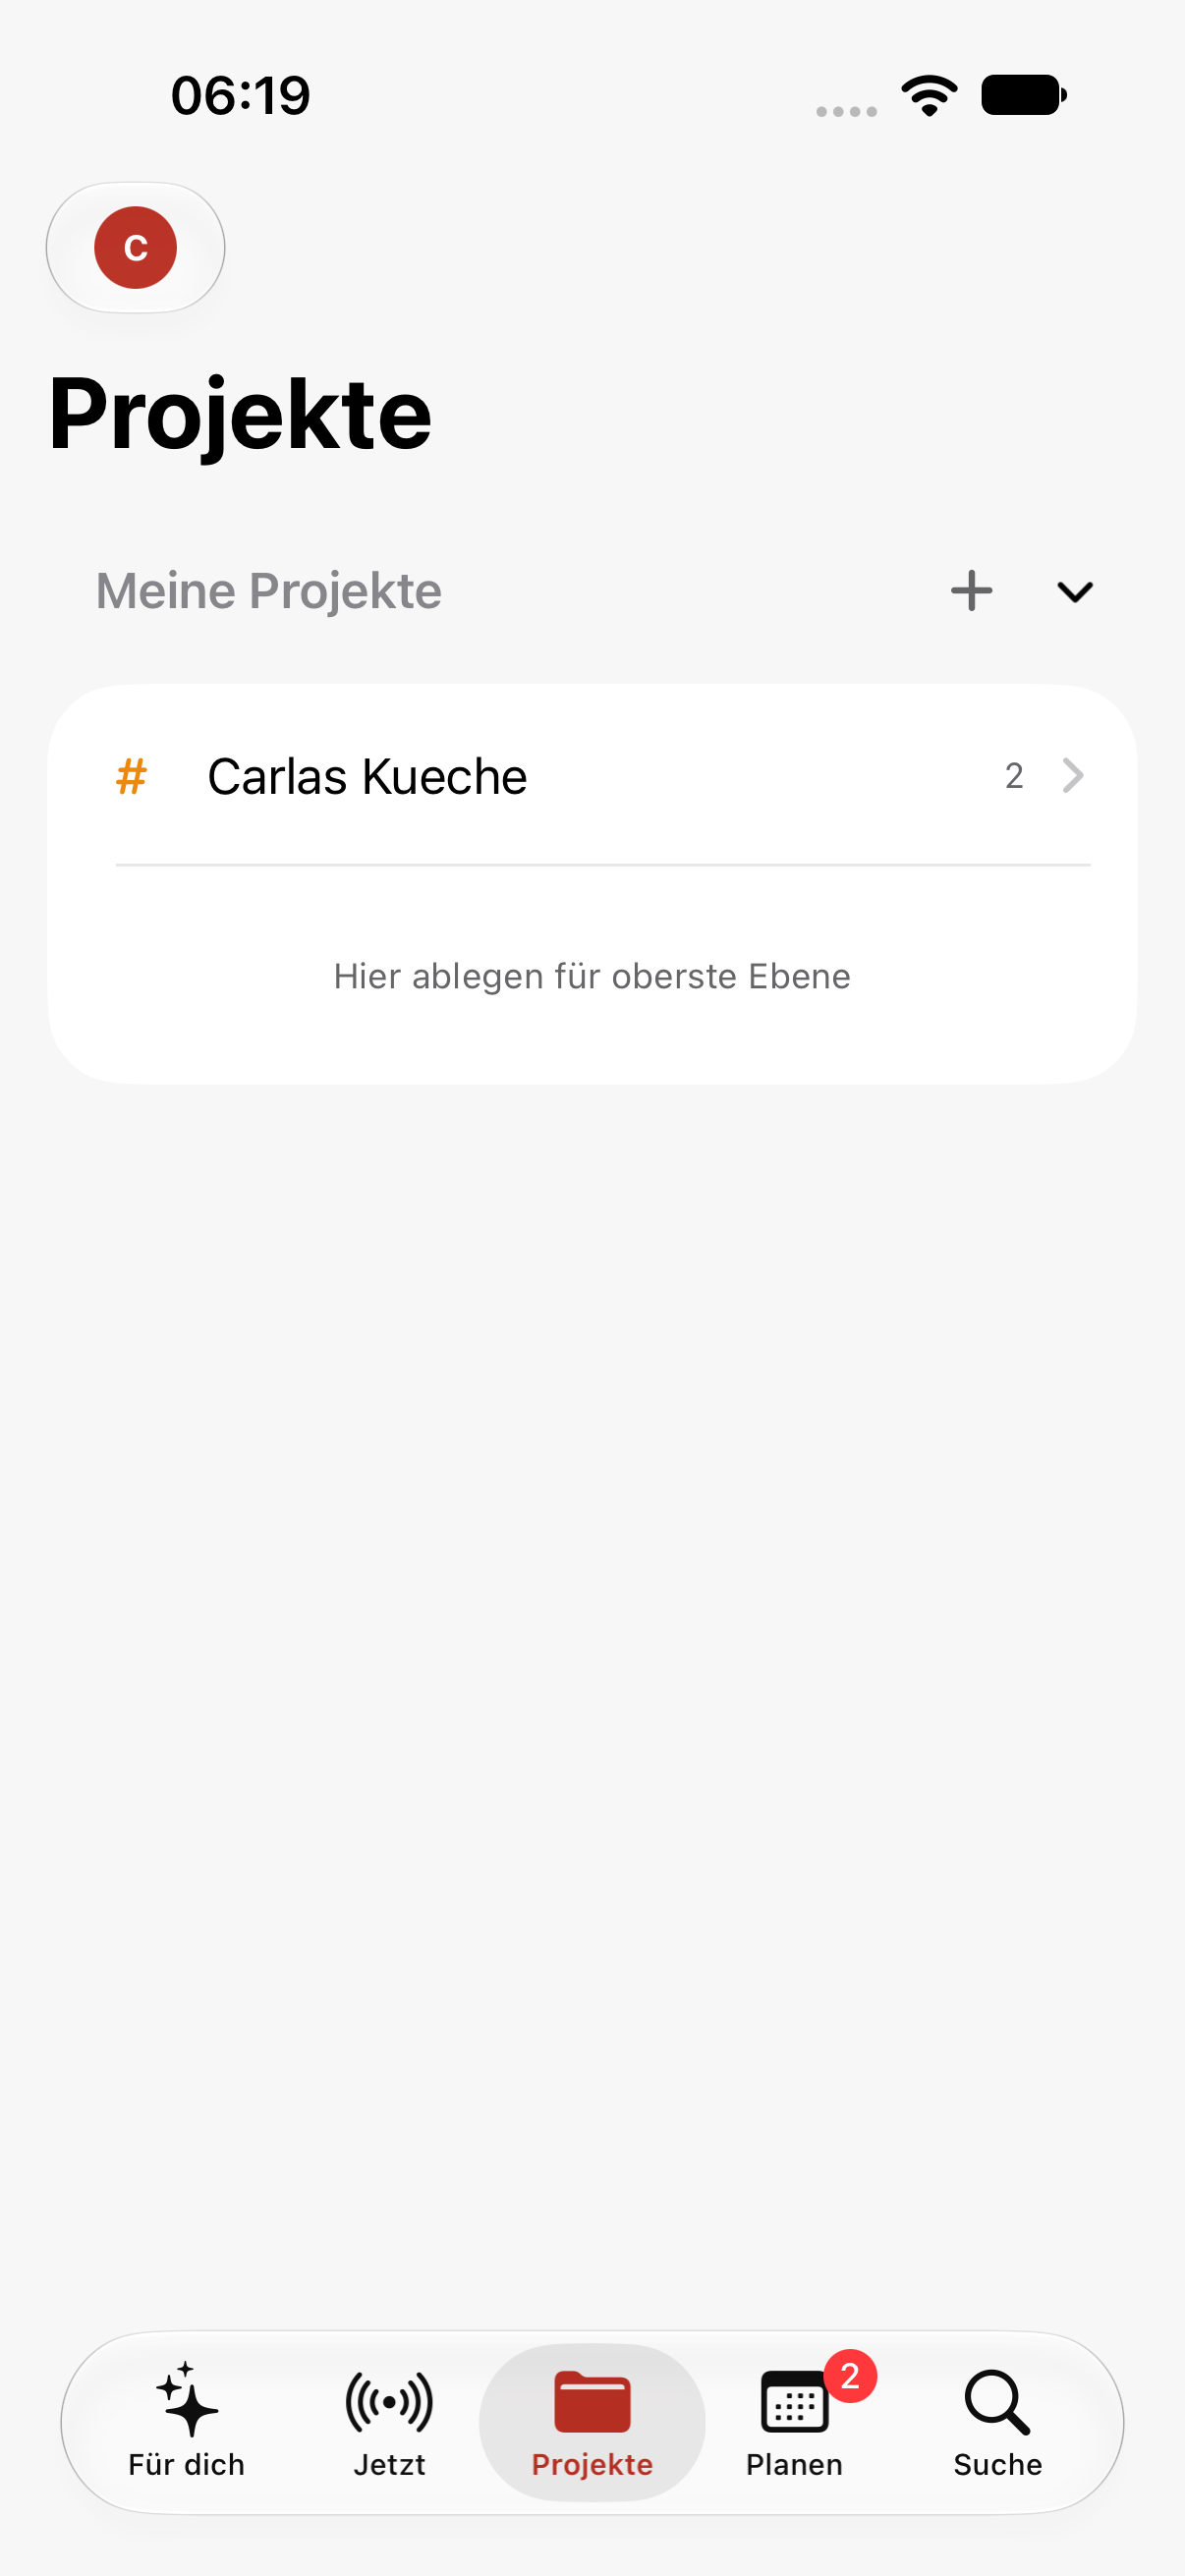 06:19
C
Projekte
Meine Projekte
# Carlas Kueche 2
Hier ablegen für oberste Ebene
2
Für dich Jetzt Projekte Planen Suche